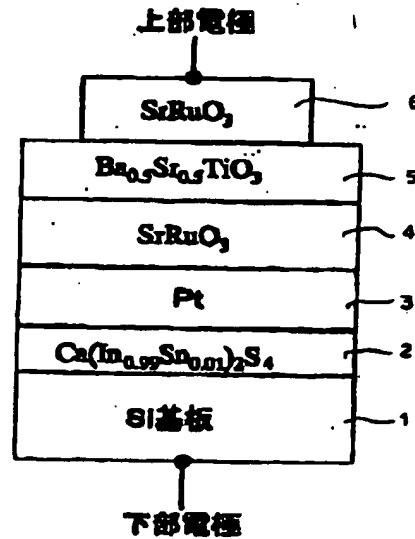 上部電極
SrRuO₃ 6
Ba₀.₅Sr₀.₅TiO₃ 5
SrRuO₃ 4
Pt 3
Ca(In₀.₉₉Sn₀.₀₁)₂S₄ 2
Si基板 1
下部電極